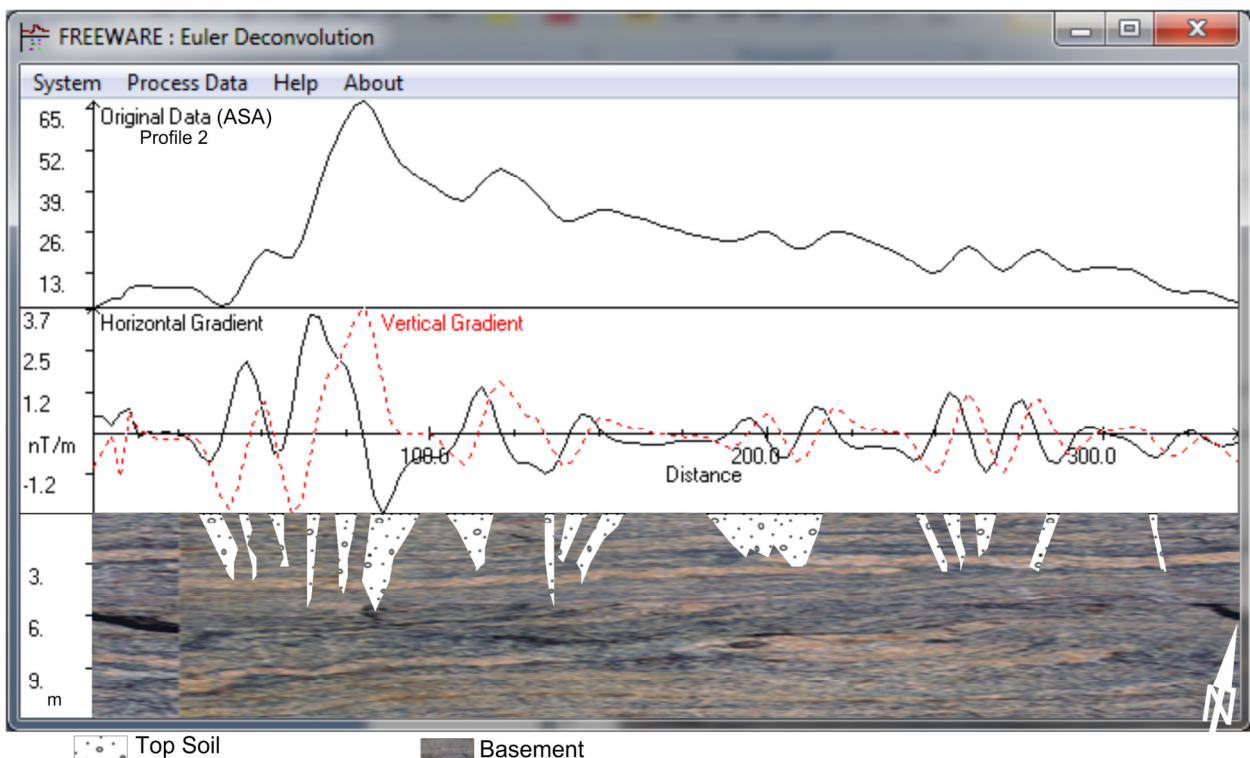 FREEWARE : Euler Deconvolution
System Process Data Help About
65.
Original Data (ASA)
Profile 2
52.
39.
26.
13.
3.7
Horizontal Gradient
Vertical Gradient
2.5
1.2
nT/m
-1.2
100.0
200.0
300.0
Distance
3.
6.
9.
m
N
Top Soil
Basement